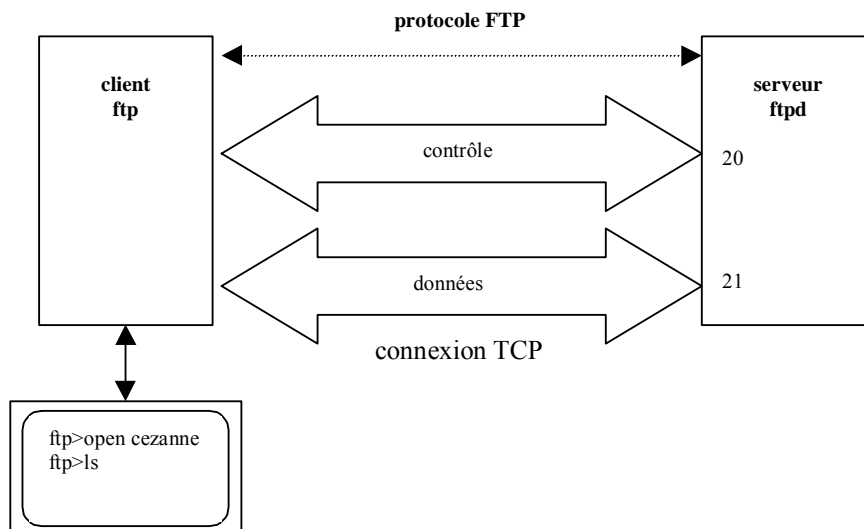 protocole FTP
client
ftp
serveur
ftpd
contrôle
20
données
21
connexion TCP
ftp>open cezanne
ftp>ls